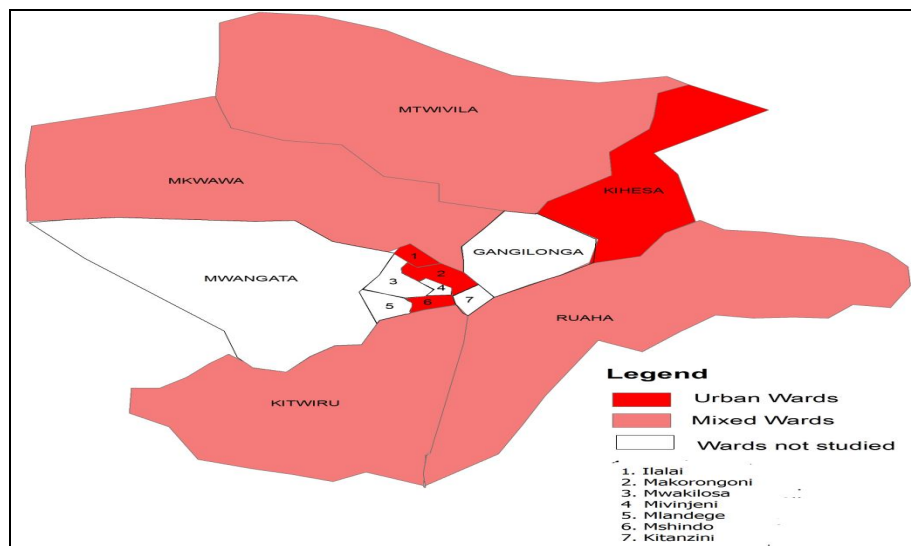 MTWIVILA
MKWAWA
KIHESA
GANGILONGA
MWANGATA
1
2
3
4
5
6
7
RUAHA
KITWIRU
Legend
Urban Wards
Mixed Wards
Wards not studied
1. Ilalai
2. Makorongoni
3. Mwakilosa
4 Mivinjeni
5. Mlandege
6. Mshindo
7. Kitanzini